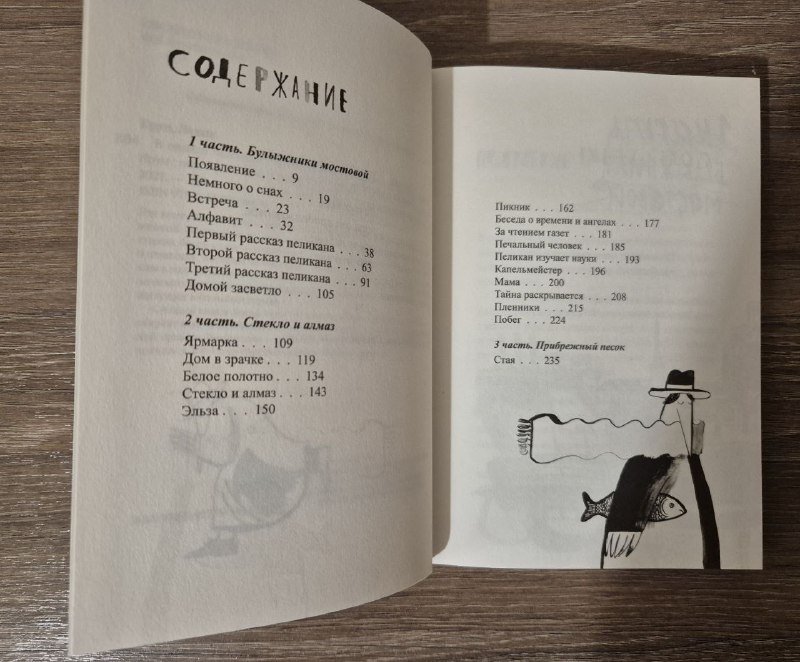 СОДЕРЖАНИЕ
1 часть. Булыжники мостовой
Появление . . . 9
Немного о снах . . . 19
Встреча . . . 23
Алфавит . . . 32
Первый рассказ пеликана . . . 38
Второй рассказ пеликана . . . 63
Третий рассказ пеликана . . . 91
Домой засветло . . . 105
2 часть. Стекло и алмаз
Ярмарка . . . 109
Дом в зрачке . . . 119
Белое полотно . . . 134
Стекло и алмаз . . . 143
Эльза . . . 150
Пикник . . . 162
Беседа о времени и ангелах . . . 177
За чтением газет . . . 181
Печальный человек . . . 185
Пеликан изучает науки . . . 193
Капельмейстер . . . 196
Мама . . . 200
Тайна раскрывается . . . 208
Пленники . . . 215
Побег . . . 224
3 часть. Прибрежный песок
Стая . . . 235